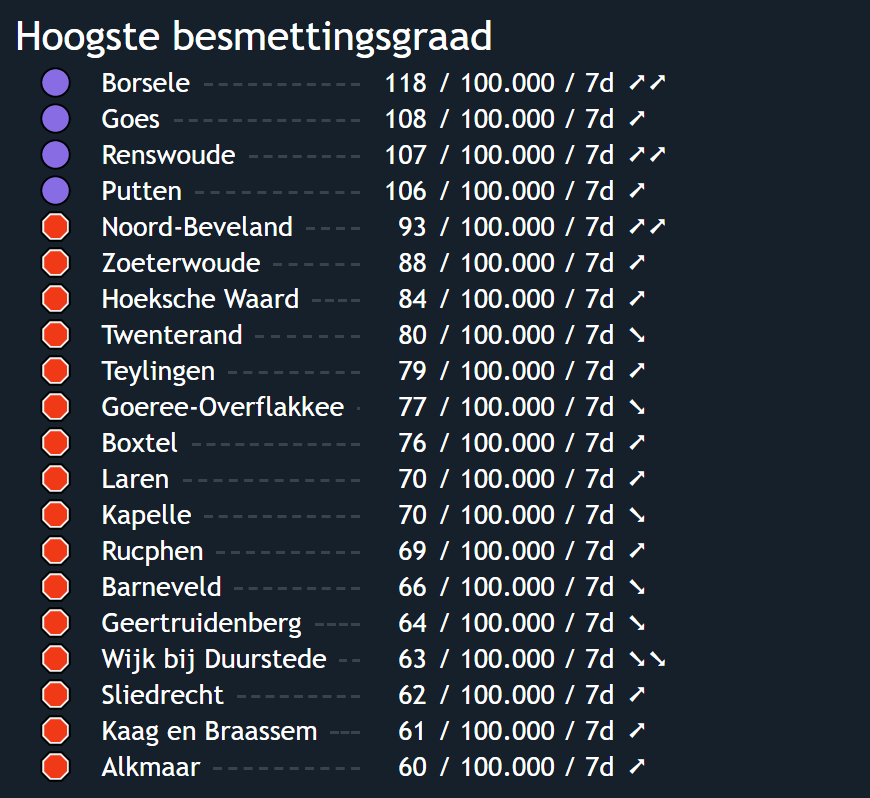 Hoogste besmettingsgraad
Borsele 118 / 100.000 / 7d ➚➚
Goes 108 / 100.000 / 7d ➚
Renswoude 107 / 100.000 / 7d ➚➚
Putten 106 / 100.000 / 7d ➚
Noord-Beveland 93 / 100.000 / 7d ➚➚
Zoeterwoude 88 / 100.000 / 7d ➚
Hoeksche Waard 84 / 100.000 / 7d ➚
Twenterand 80 / 100.000 / 7d ➘
Teylingen 79 / 100.000 / 7d ➚
Goeree-Overflakkee 77 / 100.000 / 7d ➘
Boxtel 76 / 100.000 / 7d ➚
Laren 70 / 100.000 / 7d ➚
Kapelle 70 / 100.000 / 7d ➘
Rucphen 69 / 100.000 / 7d ➚
Barneveld 66 / 100.000 / 7d ➘
Geertruidenberg 64 / 100.000 / 7d ➘
Wijk bij Duurstede 63 / 100.000 / 7d ➘➘
Sliedrecht 62 / 100.000 / 7d ➚
Kaag en Braassem 61 / 100.000 / 7d ➚
Alkmaar 60 / 100.000 / 7d ➚